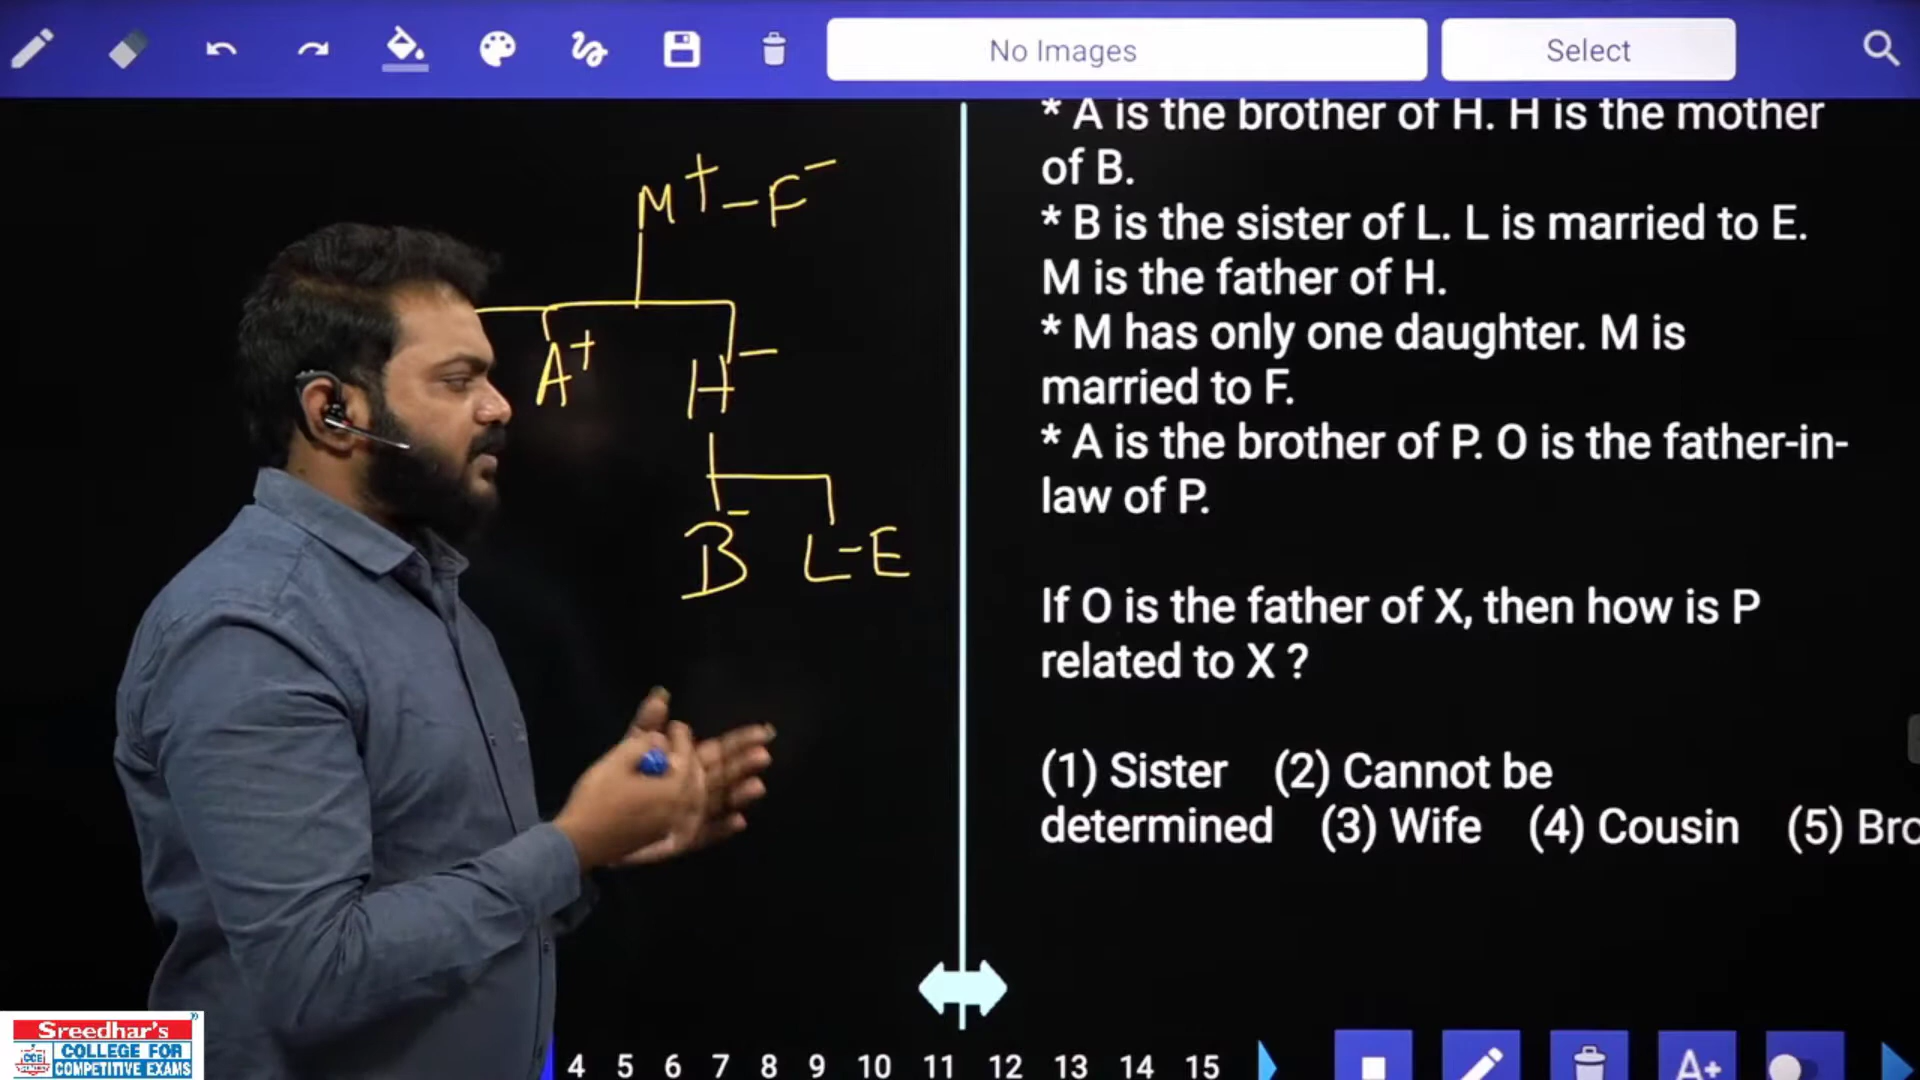 No Images
Select
M+ – F–
A+
H–
B–
L-E
* A is the brother of H. H is the mother
of B.
* B is the sister of L. L is married to E.
M is the father of H.
* M has only one daughter. M is
married to F.
* A is the brother of P. O is the father-in-
law of P.
If O is the father of X, then how is P
related to X ?
(1) Sister (2) Cannot be
determined (3) Wife (4) Cousin (5) Bro
4 5 6 7 8 9 10 11 12 13 14 15
A+
Sreedhar's
CCE
COLLEGE FOR
COMPETITIVE EXAMS